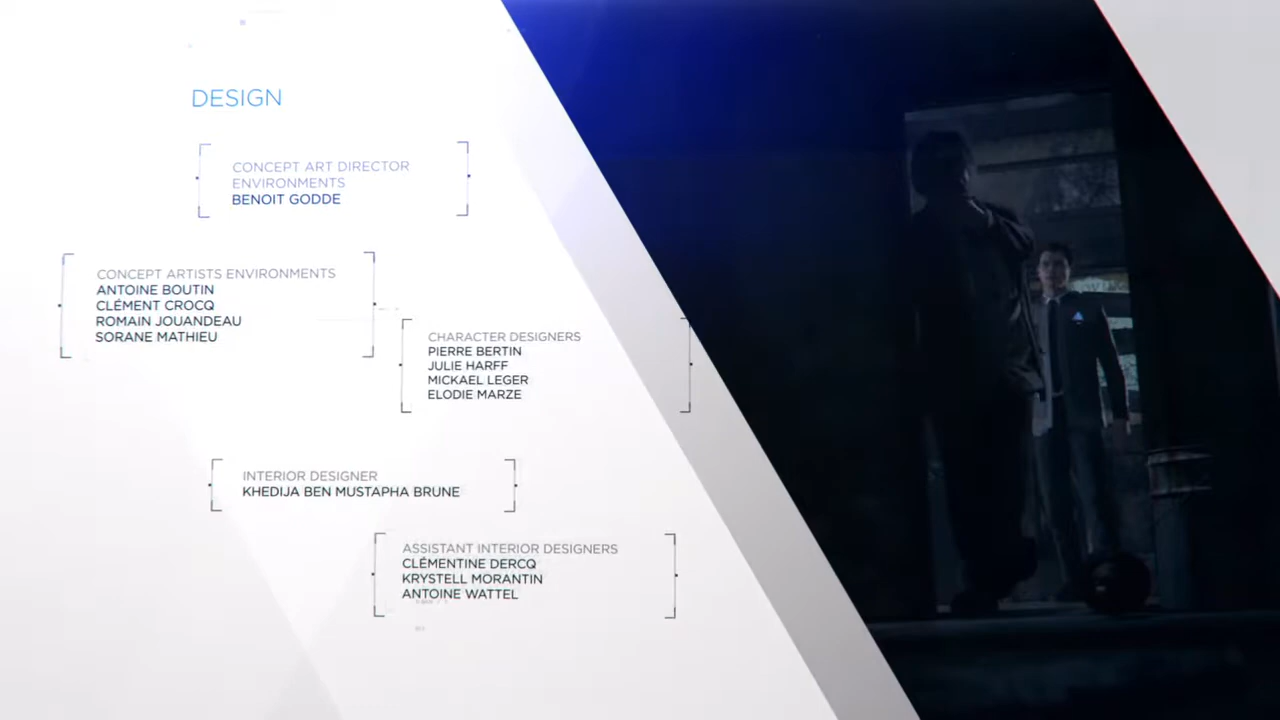 DESIGN
CONCEPT ART DIRECTOR
ENVIRONMENTS
BENOIT GODDE
CONCEPT ARTISTS ENVIRONMENTS
ANTOINE BOUTIN
CLÉMENT CROCQ
ROMAIN JOUANDEAU
SORANE MATHIEU
CHARACTER DESIGNERS
PIERRE BERTIN
JULIE HARFF
MICKAEL LEGER
ELODIE MARZE
INTERIOR DESIGNER
KHEDIJA BEN MUSTAPHA BRUNE
ASSISTANT INTERIOR DESIGNERS
CLÉMENTINE DERCQ
KRYSTELL MORANTIN
ANTOINE WATTEL